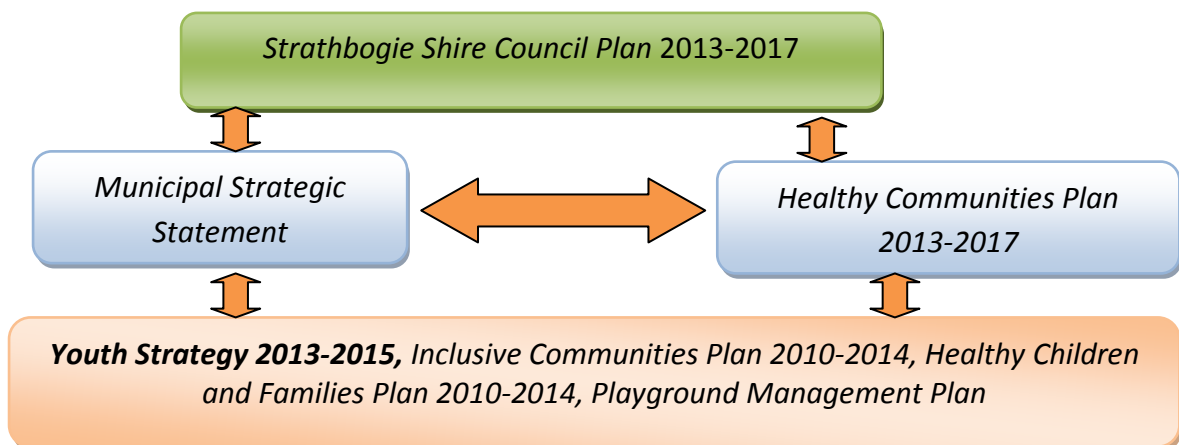 Strathbogie Shire Council Plan 2013-2017
Municipal Strategic
Statement
Healthy Communities Plan
2013-2017
Youth Strategy 2013-2015, Inclusive Communities Plan 2010-2014, Healthy Children
and Families Plan 2010-2014, Playground Management Plan